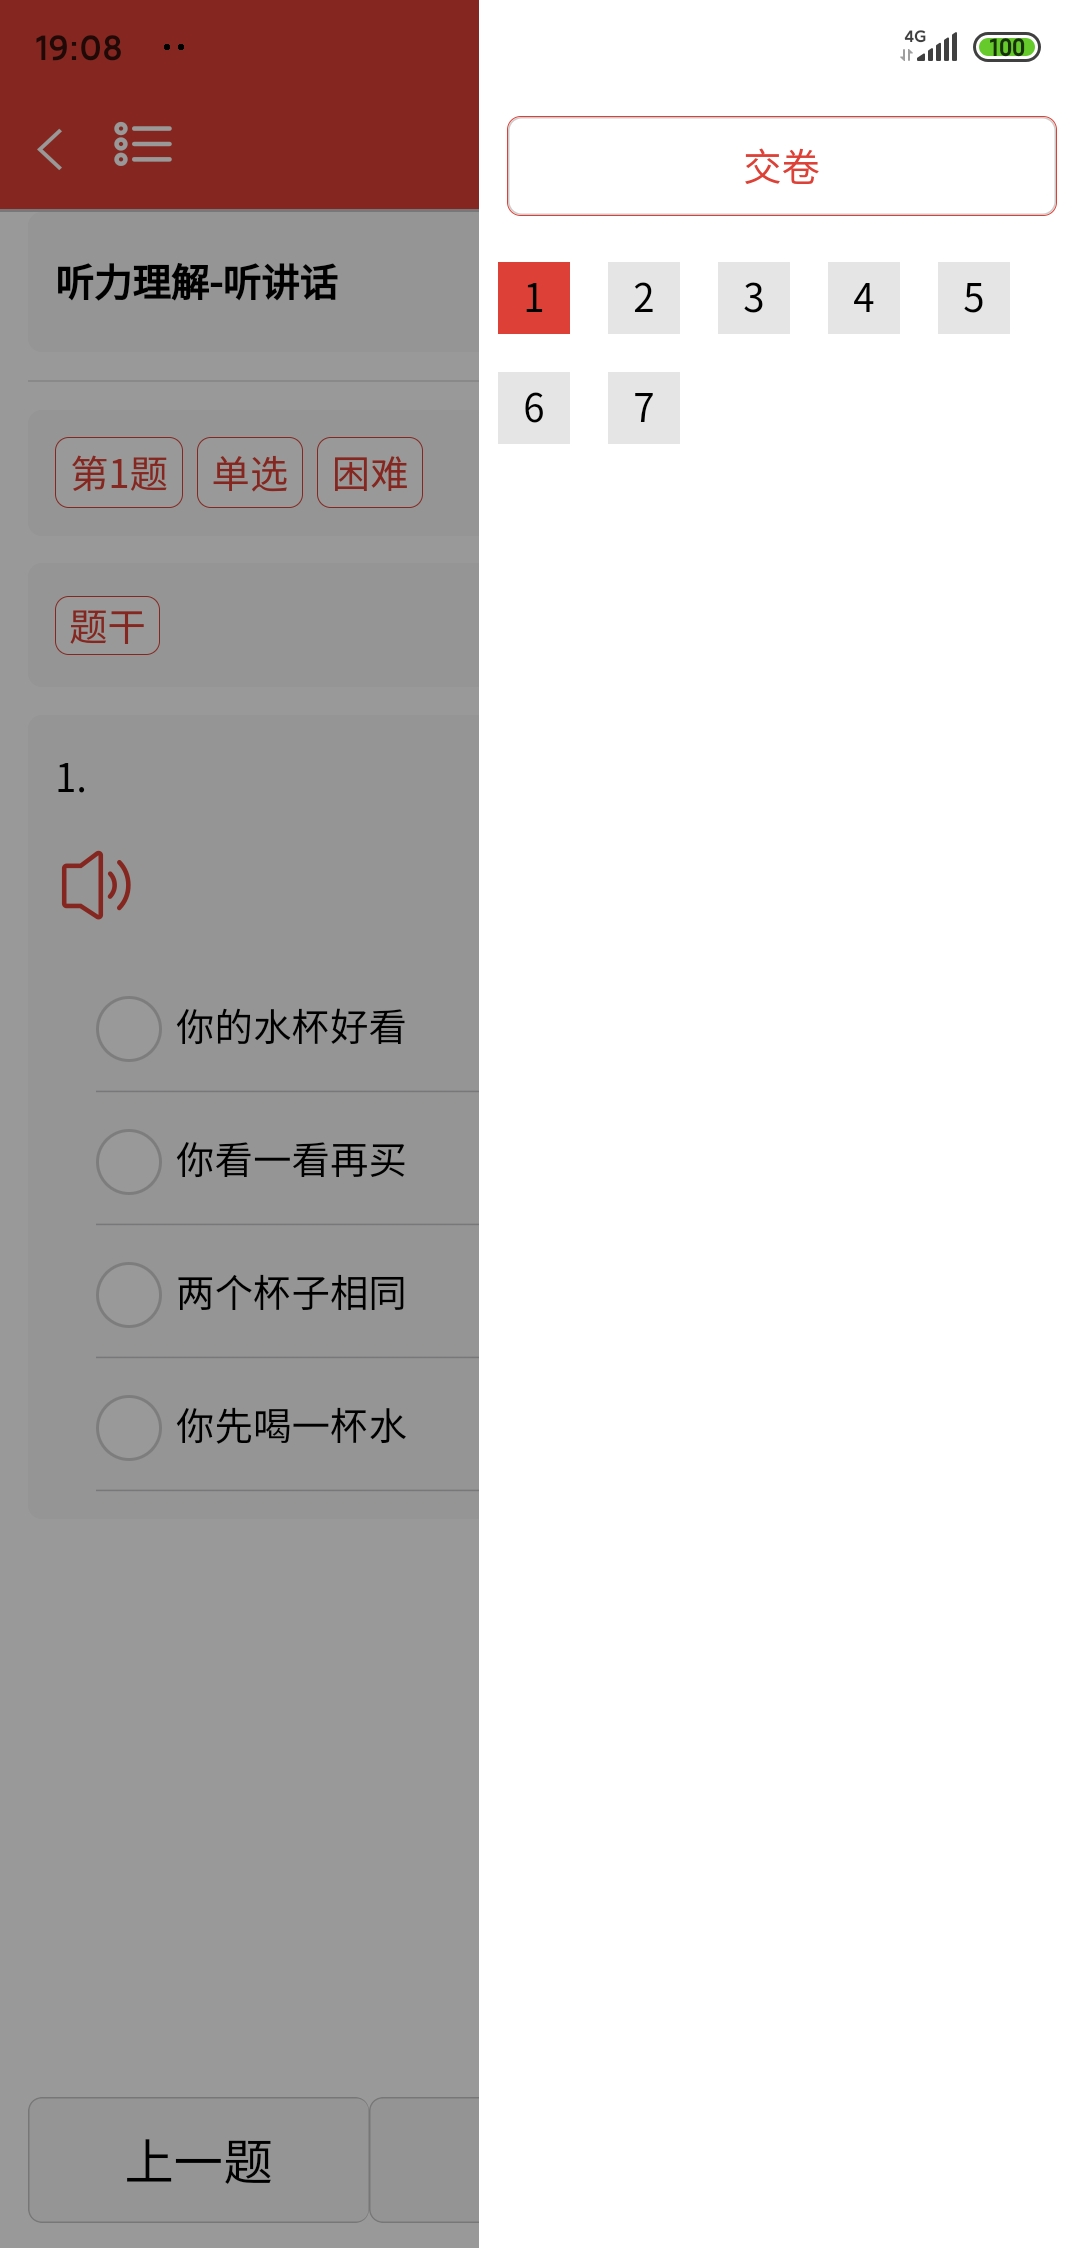 19:08
4G
100
交卷
1 2 3 4 5
6 7
听力理解-听讲话
第1题 单选 困难
题干
1.
你的水杯好看
你看一看再买
两个杯子相同
你先喝一杯水
上一题